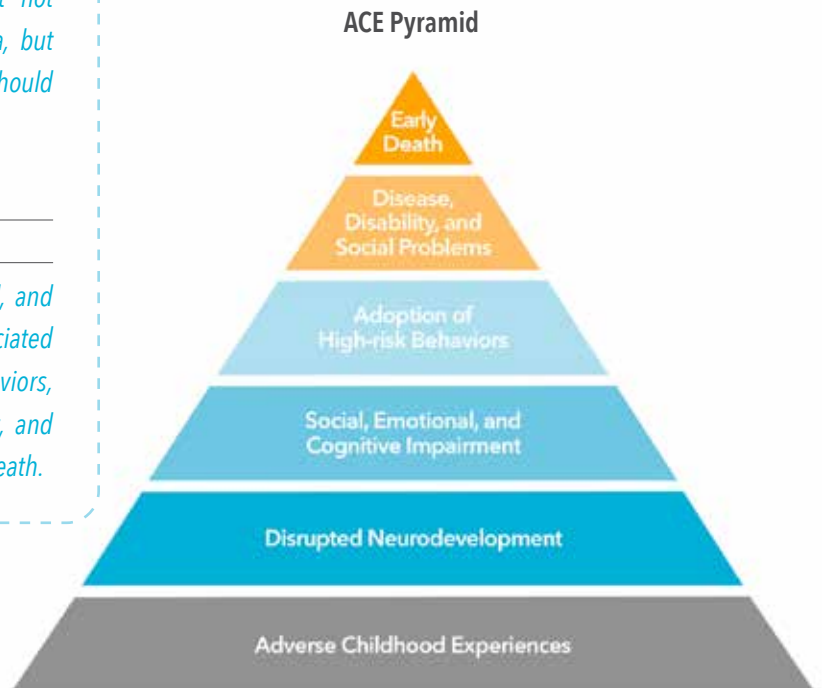 not
, but
hould
, and
ciated
viors,
, and
eath.
ACE Pyramid
Early
Death
Disease,
Disability, and
Social Problems
Adoption of
High-risk Behaviors
Social, Emotional, and
Cognitive Impairment
Disrupted Neurodevelopment
Adverse Childhood Experiences